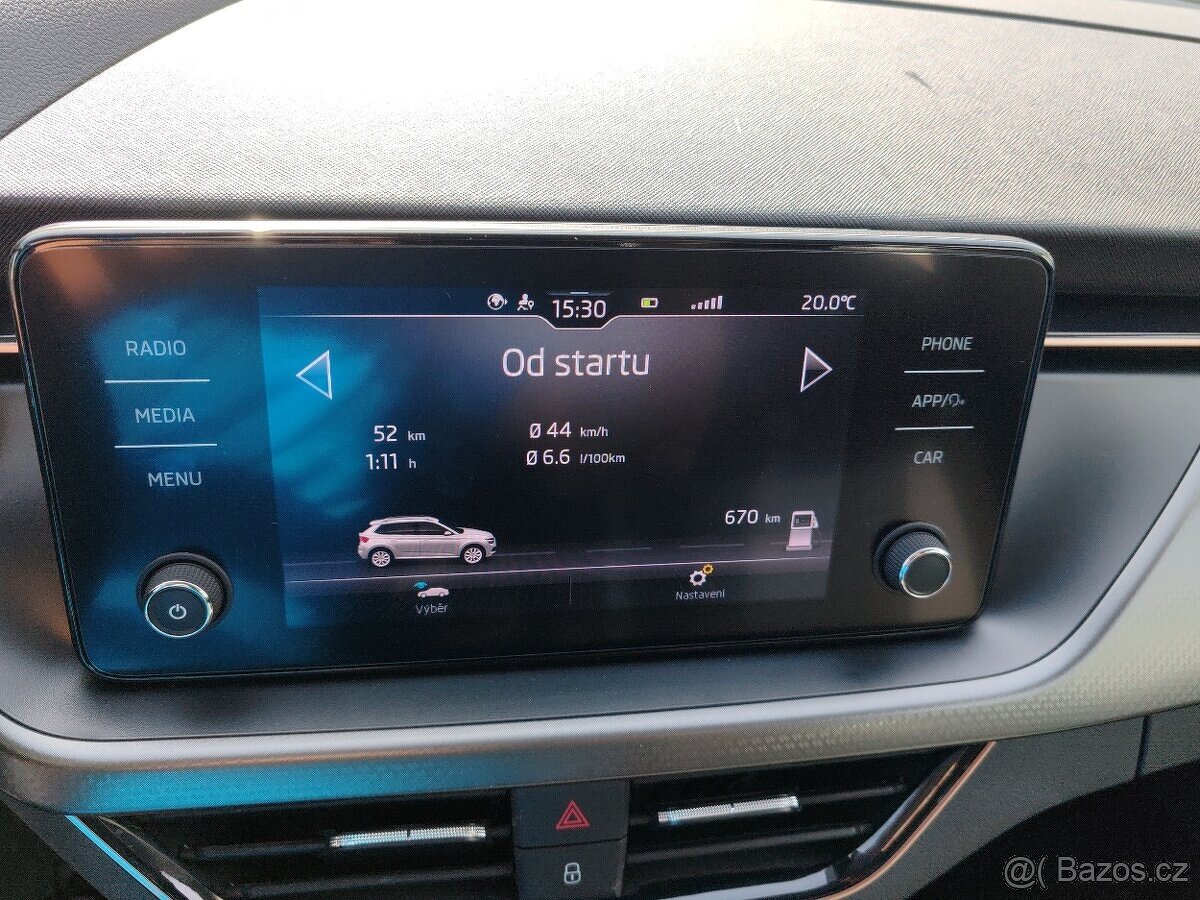 15:30
20.0°C
RADIO
MEDIA
MENU
Od startu
52 km
1:11 h
Ø 44 km/h
Ø 6.6 l/100km
670 km
Výběr
Nastavení
PHONE
APP/
CAR
@( Bazos.cz